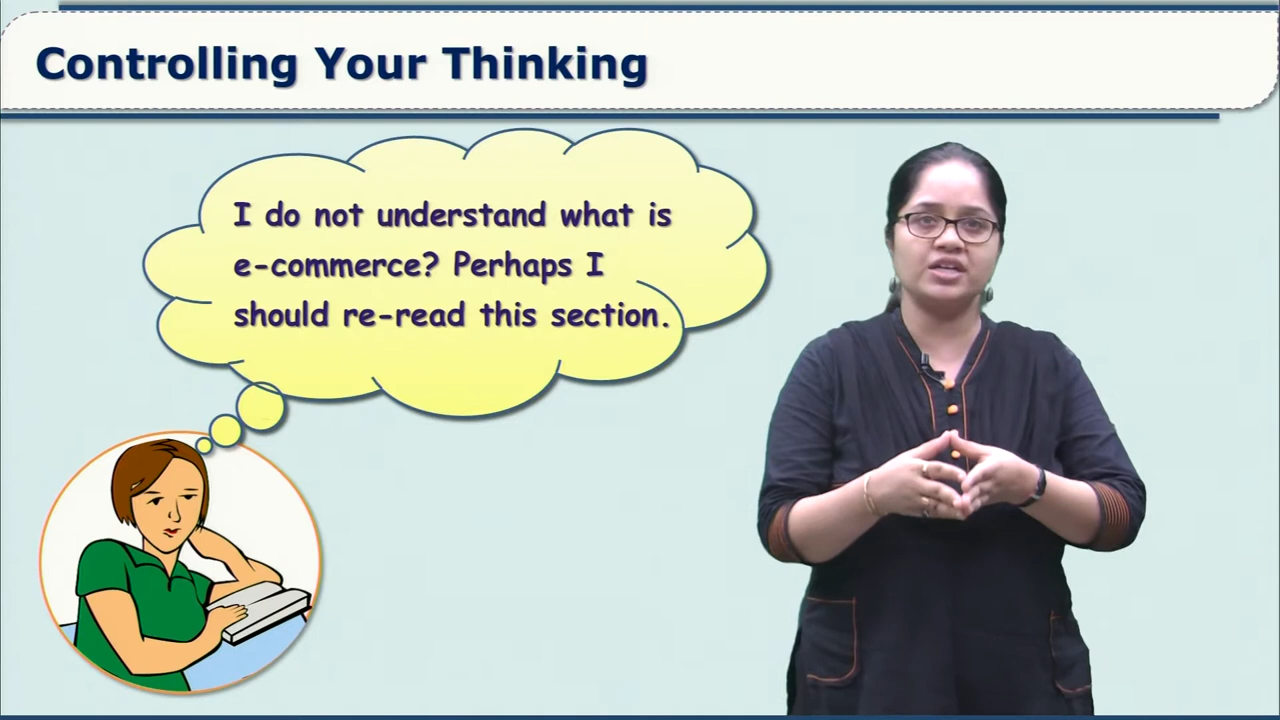 Controlling Your Thinking
I do not understand what is
e-commerce? Perhaps I
should re-read this section.